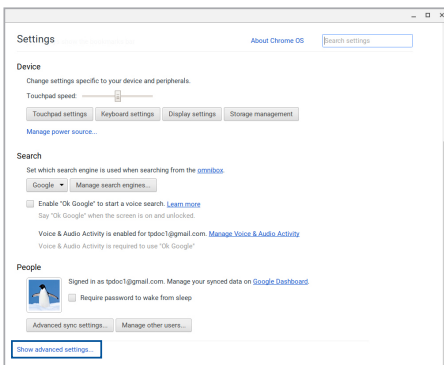 Settings
About Chrome OS
Search settings
Device
Change settings specific to your device and peripherals.
Touchpad speed:
Touchpad settings
Keyboard settings
Display settings
Storage management
Manage power source...
Search
Set which search engine is used when searching from the omnibox.
Google
Manage search engines...
Enable "Ok Google" to start a voice search. Learn more
Say "Ok Google" when the screen is on and unlocked.
Voice & Audio Activity is enabled for tpdoc1@gmail.com. Manage Voice & Audio Activity
Voice & Audio Activity is required to use "Ok Google"
People
Signed in as tpdoc1@gmail.com. Manage your synced data on Google Dashboard.
Require password to wake from sleep
Advanced sync settings...
Manage other users...
Show advanced settings...